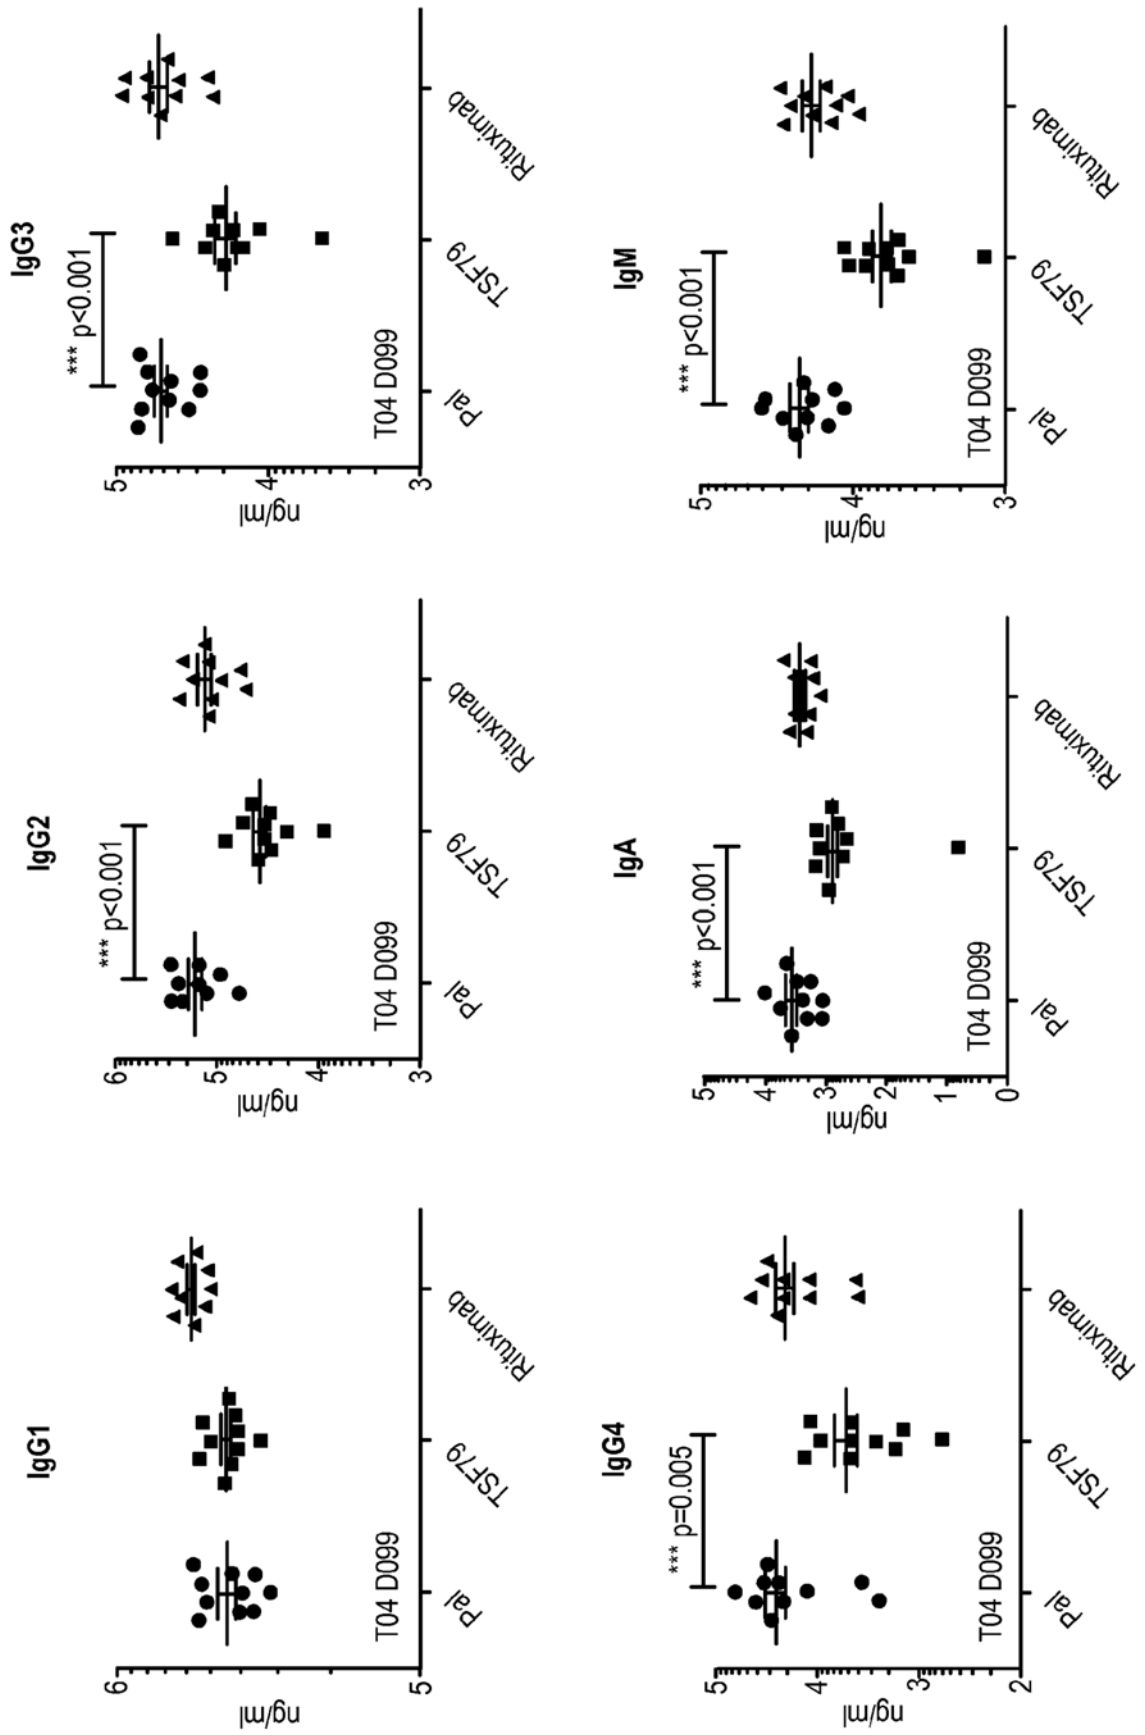 IgG1
ng/ml
6
5
T04 D099
Pal
TSF79
Rituximab
IgG2
*** p<0.001
ng/ml
6
5
4
3
T04 D099
Pal
TSF79
Rituximab
IgG3
*** p<0.001
ng/ml
5
4
3
T04 D099
Pal
TSF79
Rituximab
IgG4
*** p=0.005
ng/ml
5
4
3
2
T04 D099
Pal
TSF79
Rituximab
IgA
*** p<0.001
ng/ml
5
4
3
2
1
0
T04 D099
Pal
TSF79
Rituximab
IgM
*** p<0.001
ng/ml
5
4
3
T04 D099
Pal
TSF79
Rituximab